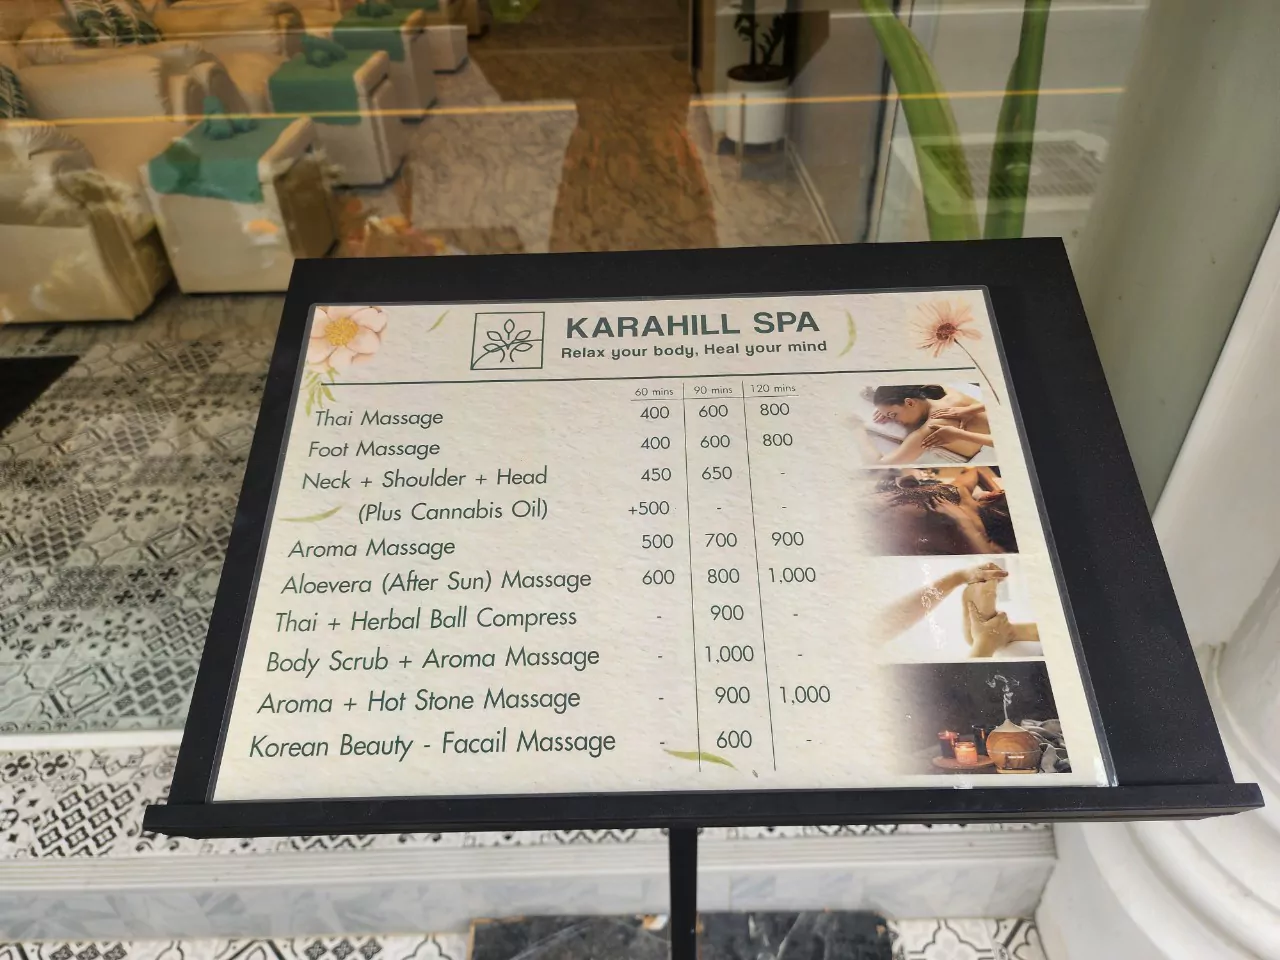 KARAHILL SPA
Relax your body, Heal your mind
60 mins 90 mins 120 mins
Thai Massage 400 600 800
Foot Massage 400 600 800
Neck + Shoulder + Head 450 650 -
(Plus Cannabis Oil) +500 - -
Aroma Massage 500 700 900
Aloevera (After Sun) Massage 600 800 1,000
Thai + Herbal Ball Compress - 900 -
Body Scrub + Aroma Massage - 1,000 -
Aroma + Hot Stone Massage - 900 1,000
Korean Beauty - Facail Massage - 600 -